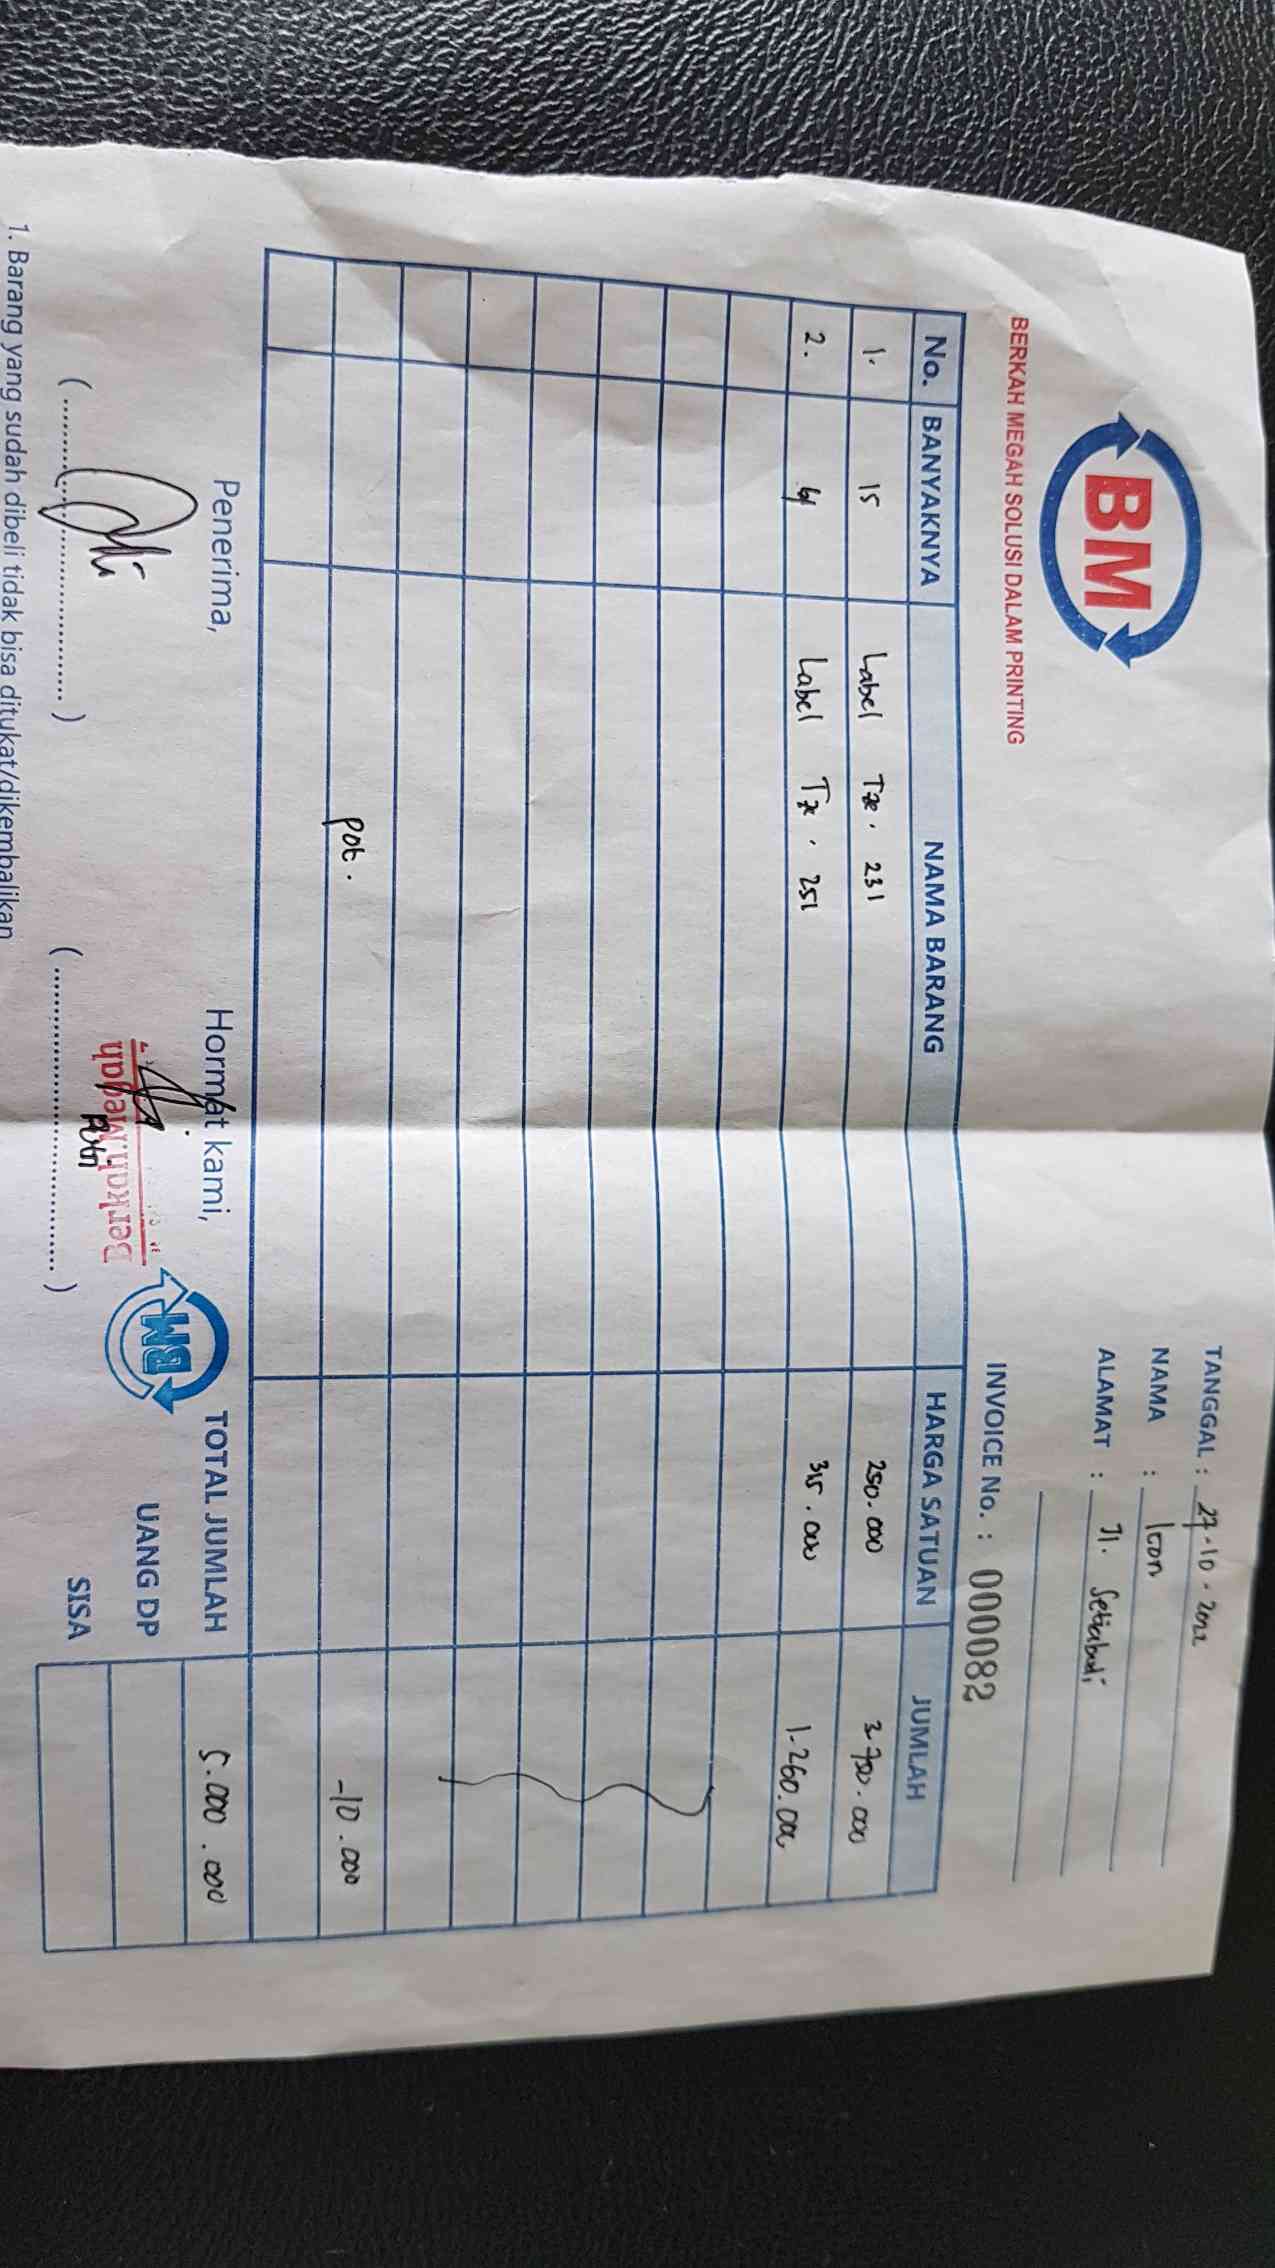 BM
BERKAH MEGAH SOLUSI DALAM PRINTING
TANGGAL : 27-10-2022
NAMA : Icon
ALAMAT : Jl. Setiabudi
INVOICE No. : 000082
No. BANYAKNYA NAMA BARANG HARGA SATUAN JUMLAH
1. 15 Label Tze. 231 250.000 3.750.000
2. 4 Label Tze. 251 315.000 1.260.000
pot. -10.000
Penerima, Hormat kami, TOTAL JUMLAH 5.000.000
BM
Berkah Megah
UANG DP
SISA
1. Barang yang sudah dibeli tidak bisa ditukat/dikembalikan